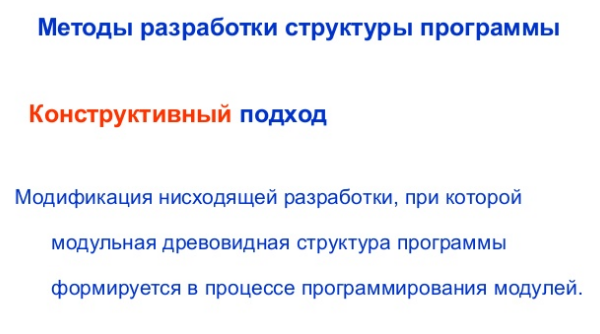 Методы разработки структуры программы
Конструктивный подход
Модификация нисходящей разработки, при которой
модульная древовидная структура программы
формируется в процессе программирования модулей.